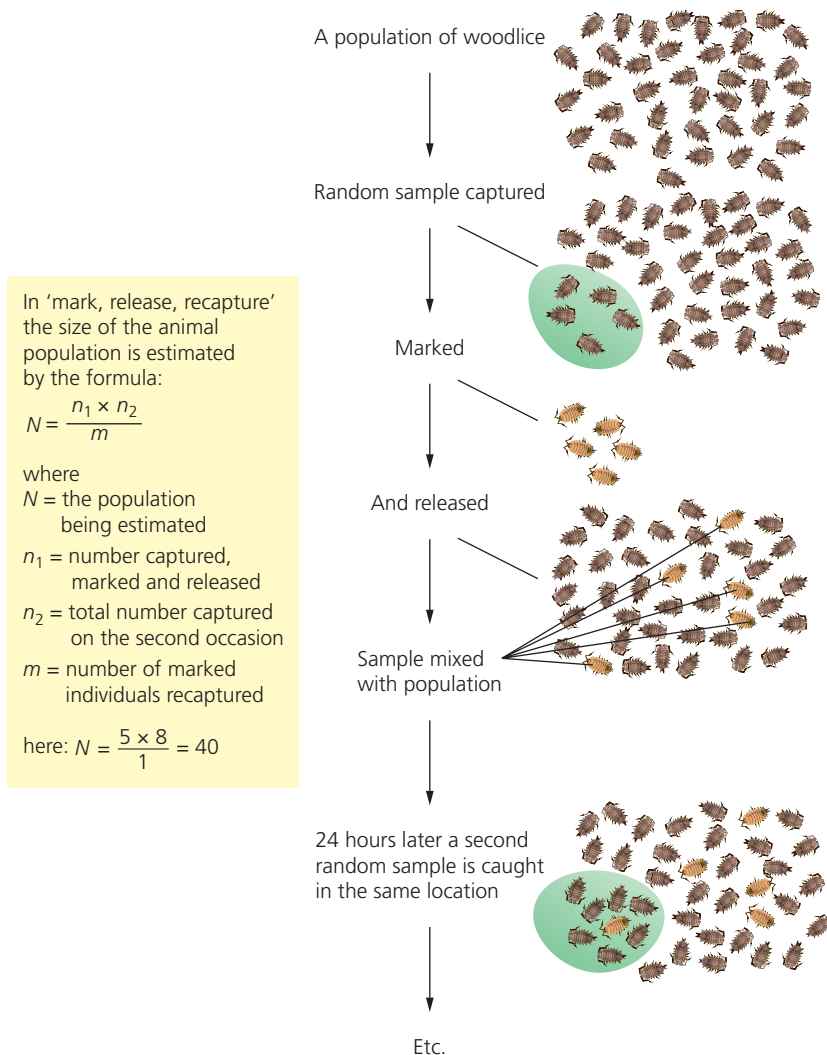 A population of woodlice
Random sample captured
Marked
And released
Sample mixed
with population
24 hours later a second
random sample is caught
in the same location
Etc.
In ‘mark, release, recapture’
the size of the animal
population is estimated
by the formula:
N = n₁ × n₂ / m
where
N = the population
being estimated
n₁ = number captured,
marked and released
n₂ = total number captured
on the second occasion
m = number of marked
individuals recaptured
here: N = 5 × 8 / 1 = 40